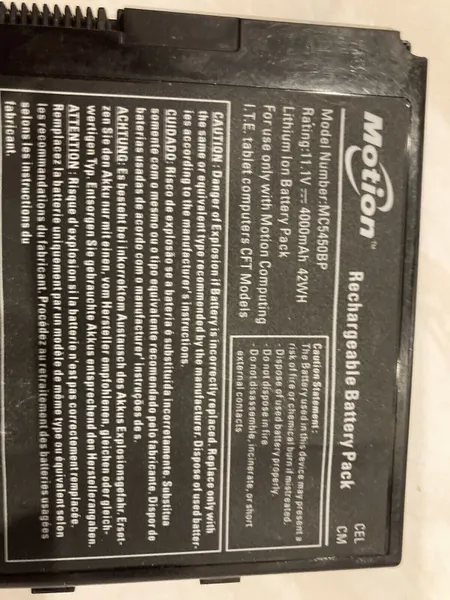 Motion™
Rechargeable Battery Pack
CEL
CM
Model Number:MC5450BP
Rating:11.1V ⎓ 4000mAh 42WH
Lithium Ion Battery Pack
For use only with Motion Computing
I.T.E. tablet computers CFT Models
Caution Statement :
The Battery used in this device may present a
risk of fire or chemical burn if mistreated.
· Dispose of used battery properly.
· Do not dispose in fire
· Do not disassemble, incinerate, or short
external contacts
CAUTION : Danger of Explosion if Battery is incorrectly replaced. Replace only with
the same or equivalent type recommended by the manufacturer. Dispose of used batter-
ies according to the manufacturer's instructions.
CUIDADO: Risco de explosão se a bateria é substituída incorretamente. Substitua
somente com o mesmo ou o tipo equivalente recomendado pelo fabricante. Dispor de
baterias usadas de acordo com o manufacturer' instruções de s.
ACHTUNG: Es besteht bei inkorrektem Austausch des Akkus Explosionsgefahr. Erset-
zen Sie den Akku nur mit einen, vom Hersteller empfohlenen, gleichen oder gleich-
wertigen Typ. Entsorgen Sie gebrauchte Akkus entsprechend den Herstellerangaben.
ATTENTION : Risque d'explosion si la batterie n'es pas correctement remplacée.
Remplacez la batterie uniquement par un modèle de même type ou équivalent selon
les recommandations du fabricant. Procédez au retraitement des batteries usagées
selons les instructions du
fabricant.